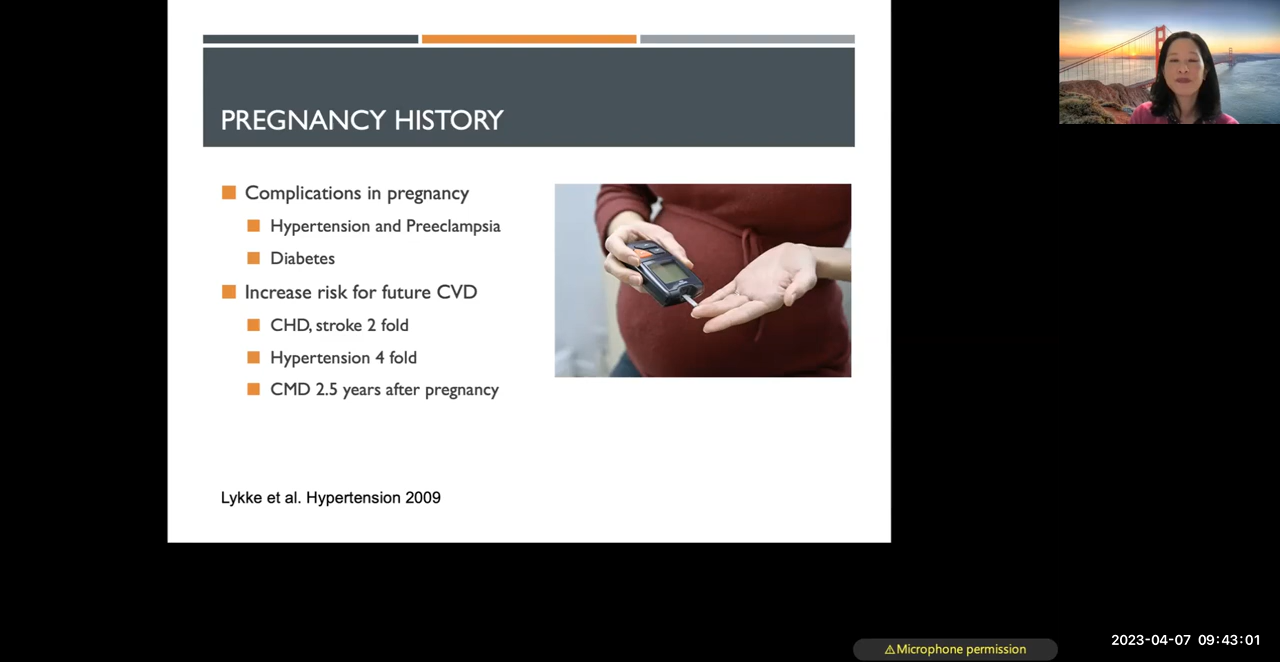 PREGNANCY HISTORY
Complications in pregnancy
Hypertension and Preeclampsia
Diabetes
Increase risk for future CVD
CHD, stroke 2 fold
Hypertension 4 fold
CMD 2.5 years after pregnancy
Lykke et al. Hypertension 2009
⚠Microphone permission
2023-04-07 09:43:01